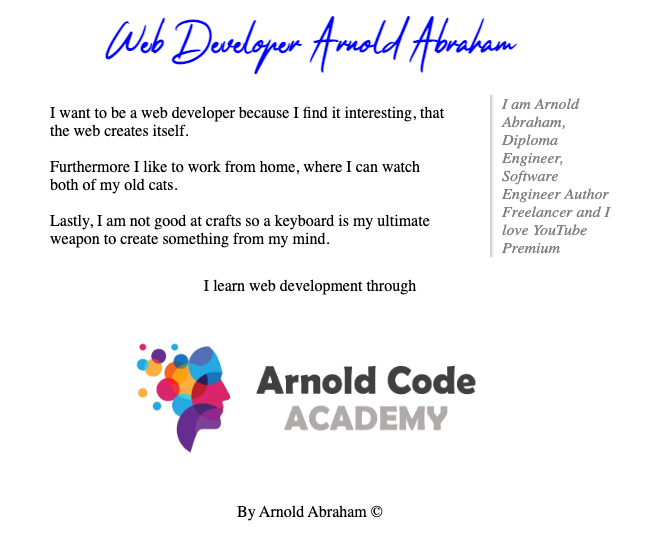 Web Developer Arnold Abraham
I want to be a web developer because I find it interesting, that
the web creates itself.
Furthermore I like to work from home, where I can watch
both of my old cats.
Lastly, I am not good at crafts so a keyboard is my ultimate
weapon to create something from my mind.
I am Arnold
Abraham,
Diploma
Engineer,
Software
Engineer Author
Freelancer and I
love YouTube
Premium
I learn web development through
Arnold Code
ACADEMY
By Arnold Abraham ©